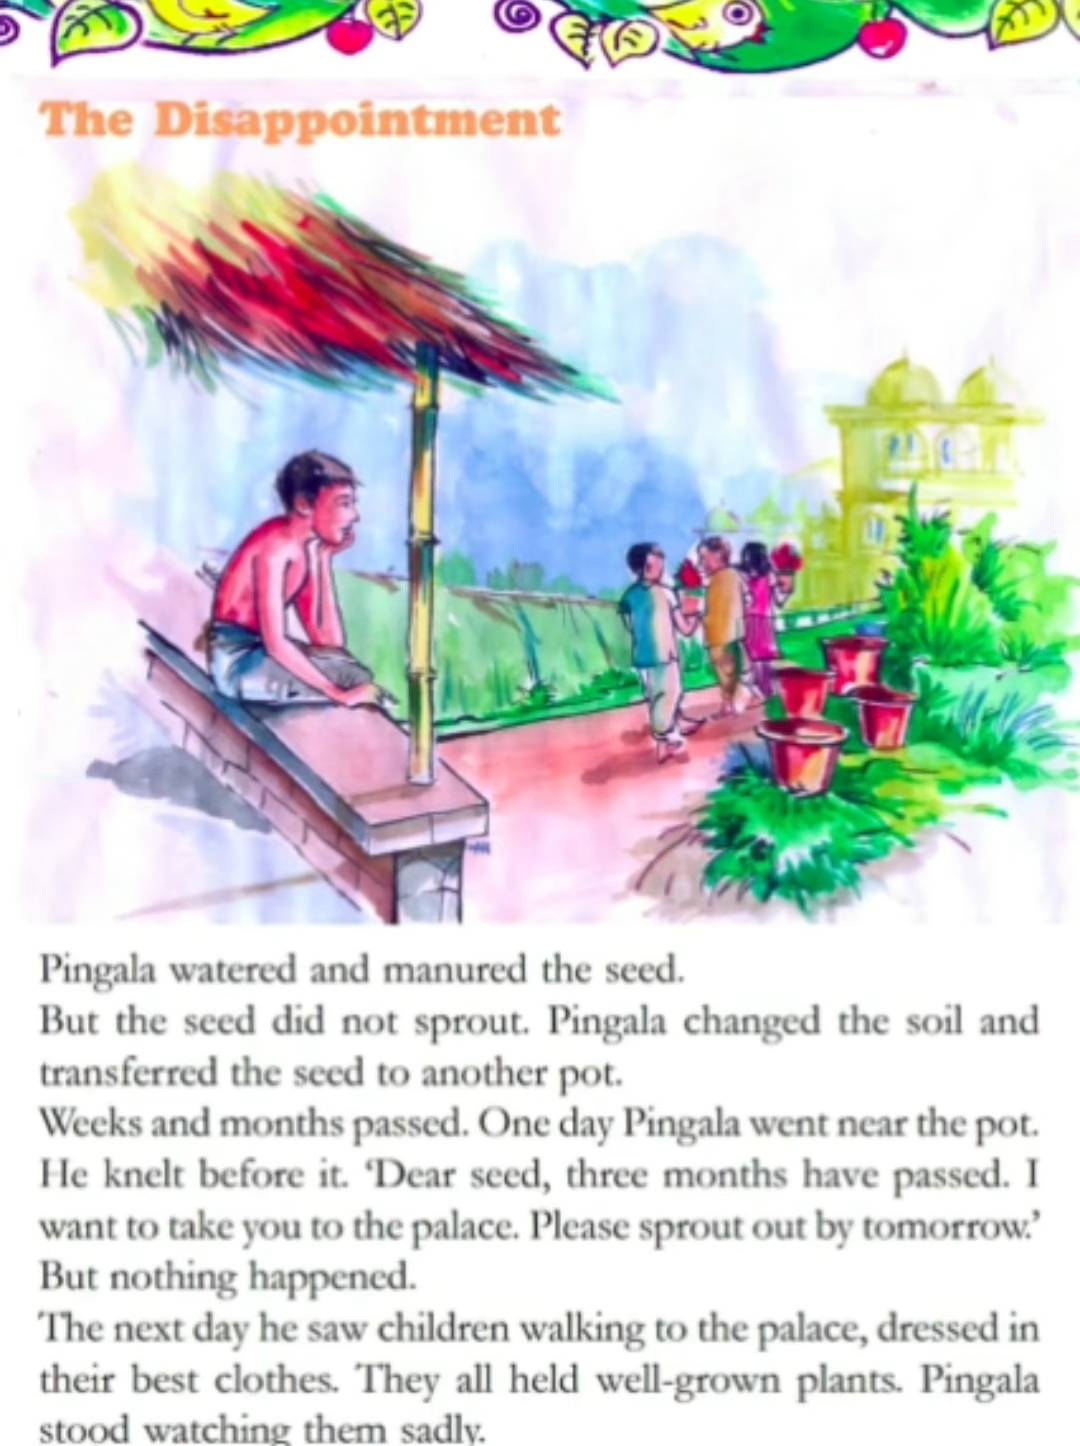 The Disappointment
Pingala watered and manured the seed.
But the seed did not sprout. Pingala changed the soil and
transferred the seed to another pot.
Weeks and months passed. One day Pingala went near the pot.
He knelt before it. ‘Dear seed, three months have passed. I
want to take you to the palace. Please sprout out by tomorrow.’
But nothing happened.
The next day he saw children walking to the palace, dressed in
their best clothes. They all held well-grown plants. Pingala
stood watching them sadly.